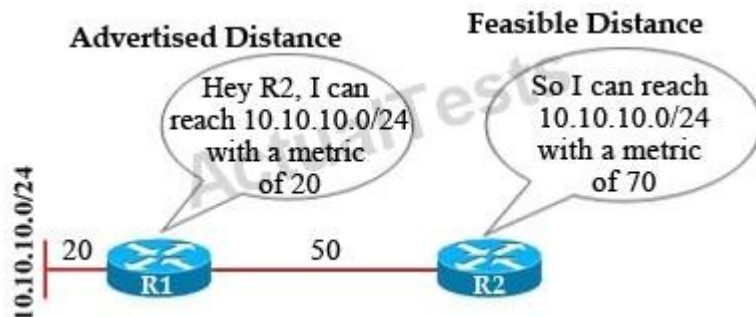 Advertised Distance
Feasible Distance
Hey R2, I can
reach 10.10.10.0/24
with a metric
of 20
So I can reach
10.10.10.0/24
with a metric
of 70
ActualTests
10.10.10.0/24
20
R1
50
R2